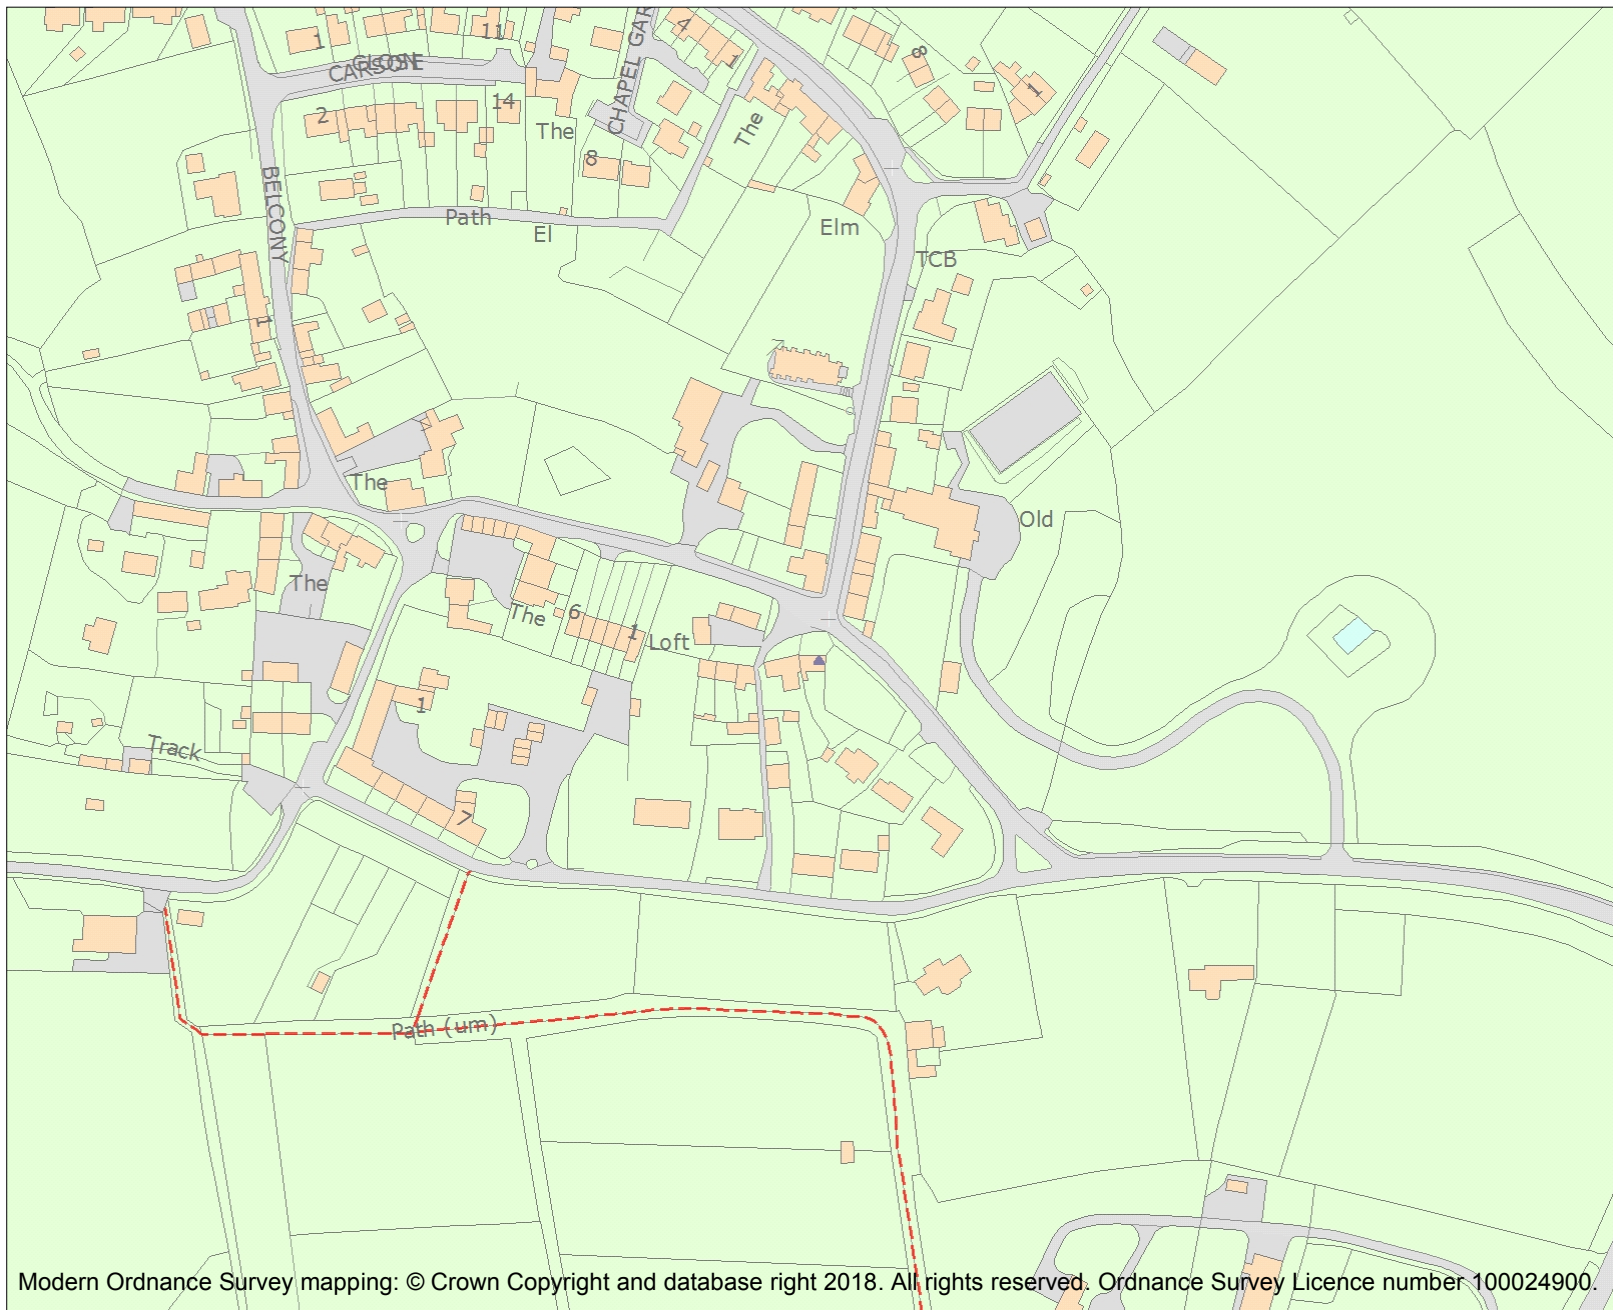 4
11
1
1
8
CARSON
CLOSE
CHAPEL GAR
1
2
14
The
The
8
BELCONY
Path
El
Elm
TCB
1
The
Old
The
The
6
1
Loft
1
Track
7
Path (um)
Modern Ordnance Survey mapping: © Crown Copyright and database right 2018. All rights reserved. Ordnance Survey Licence number 100024900.